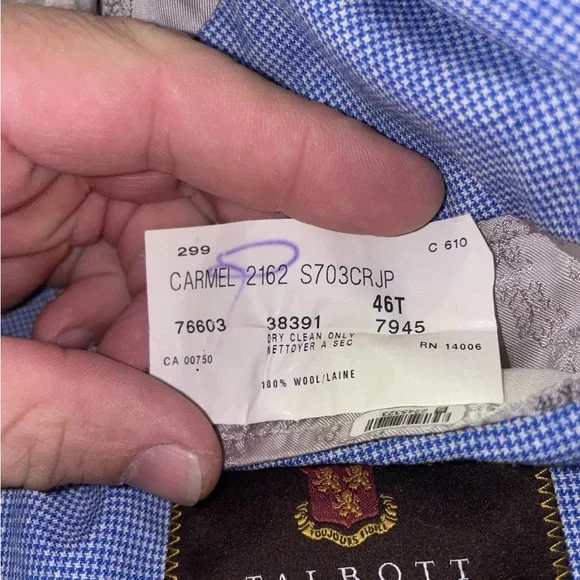 299 C 610
CARMEL 2162 S703CRJP
46T
76603 38391 7945
DRY CLEAN ONLY
NETTOYER A SEC
CA 00750 RN 14006
100% WOOL/LAINE
TOUJOURS FIDELE
TALBOTT